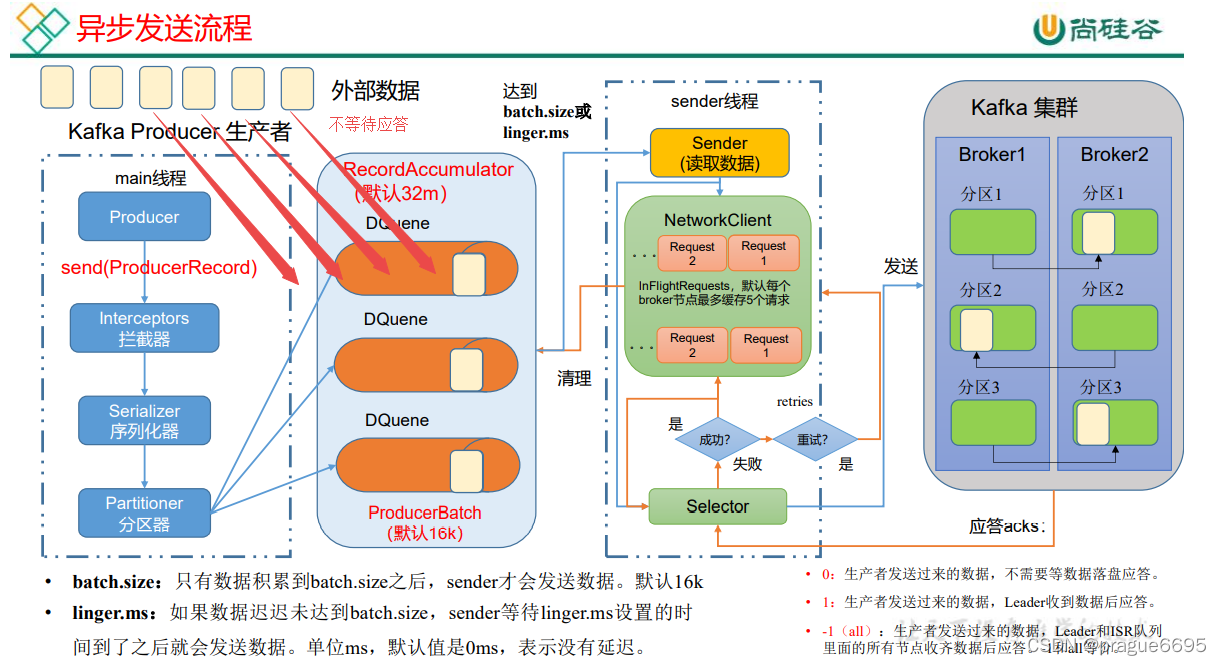 异步发送流程
尚硅谷
外部数据
不等待应答
Kafka Producer 生产者
main线程
Producer
send(ProducerRecord)
Interceptors
拦截器
Serializer
序列化器
Partitioner
分区器
RecordAccumulator
(默认32m)
DQuene
DQuene
DQuene
ProducerBatch
(默认16k)
达到
batch.size或
linger.ms
sender线程
Sender
(读取数据)
NetworkClient
... Request 2
Request 1
InFlightRequests，默认每个
broker节点最多缓存5个请求
... Request 2
Request 1
清理
retries
是
成功?
重试?
失败
是
Selector
发送
Kafka 集群
Broker1
Broker2
分区1
分区1
分区2
分区2
分区3
分区3
应答acks：
• batch.size：只有数据积累到batch.size之后，sender才会发送数据。默认16k
• linger.ms：如果数据迟迟未达到batch.size，sender等待linger.ms设置的时
间到了之后就会发送数据。单位ms，默认值是0ms，表示没有延迟。
• 0：生产者发送过来的数据，不需要等数据落盘应答。
• 1：生产者发送过来的数据，Leader收到数据后应答。
• -1（all）：生产者发送过来的数据，Leader和ISR队列
里面的所有节点收齐数据后应答。-1和all等价。